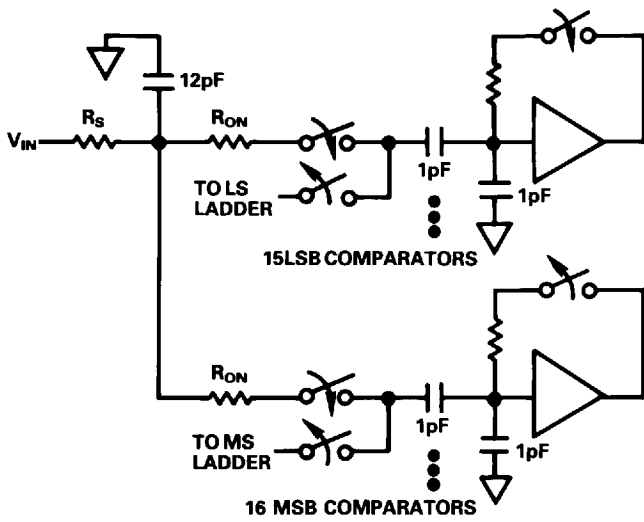 12pF
RS
RON
VIN
TO LS
LADDER
1pF
1pF
15LSB COMPARATORS
RON
TO MS
LADDER
1pF
1pF
16 MSB COMPARATORS